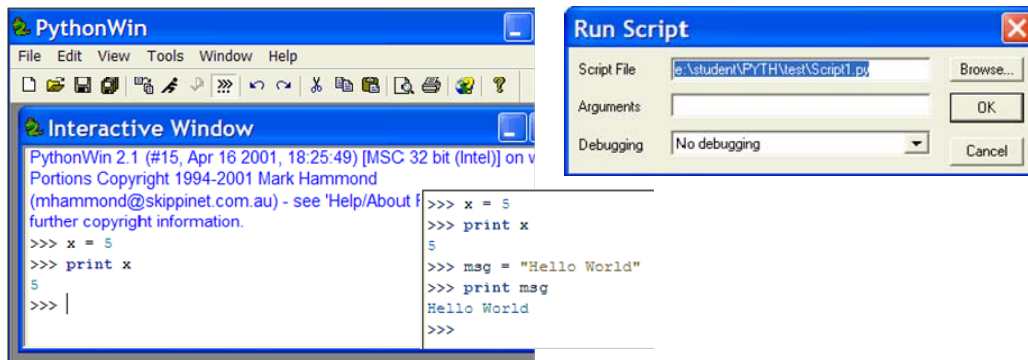 PythonWin
File Edit View Tools Window Help
Interactive Window
PythonWin 2.1 (#15, Apr 16 2001, 18:25:49) [MSC 32 bit (Intel)] on
Portions Copyright 1994-2001 Mark Hammond
(mhammond@skippinet.com.au) - see 'Help/About
further copyright information.
>>> x = 5
>>> print x
5
>>>
>>> x = 5
>>> print x
5
>>> msg = "Hello World"
>>> print msg
Hello World
>>>
Run Script
Script File e:\student\PYTH\test\Script1.py Browse...
Arguments OK
Debugging No debugging Cancel